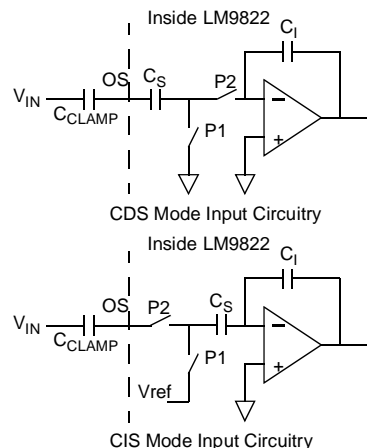 Inside LM9822
C_I
OS
C_S
P2
V_IN
−
C_CLAMP
P1
+
CDS Mode Input Circuitry
Inside LM9822
C_I
OS
P2
C_S
V_IN
−
C_CLAMP
P1
+
Vref
CIS Mode Input Circuitry